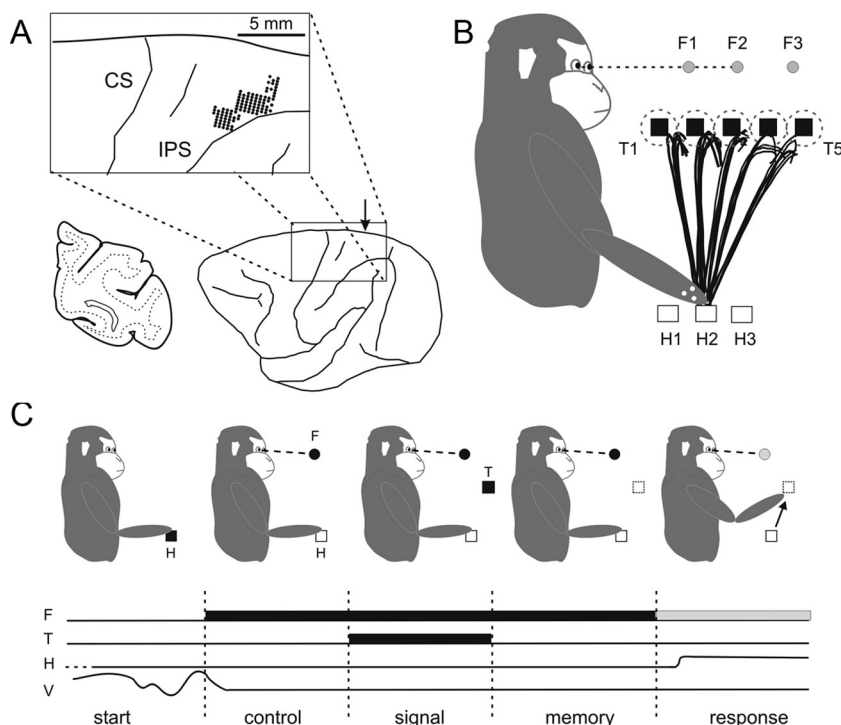 A
5 mm
CS
IPS
B
F1 F2 F3
T1 T5
H1 H2 H3
C
F
T
H H
F
T
H
V
start control signal memory response